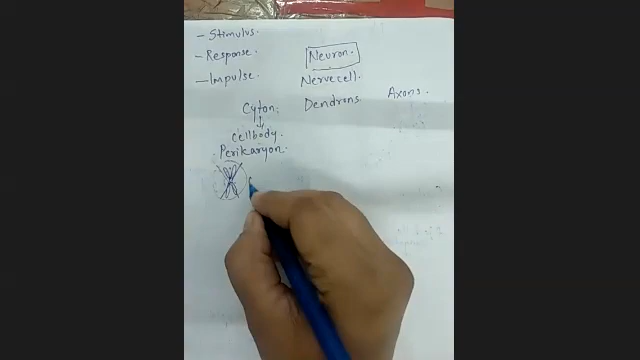 - Stimulus.
- Response.
- Impulse
Neuron.
Nervecell.
Cyton. Dendrons. Axons.
↓
Cellbody.
Perikaryon.